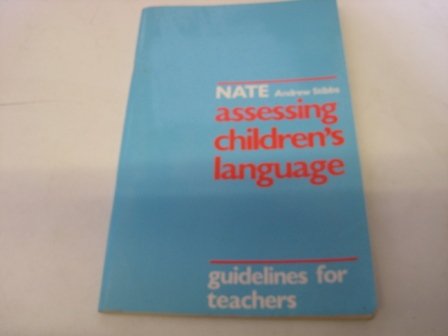 NATE Andrew Stibbs
assessing
children's
language
guidelines for
teachers